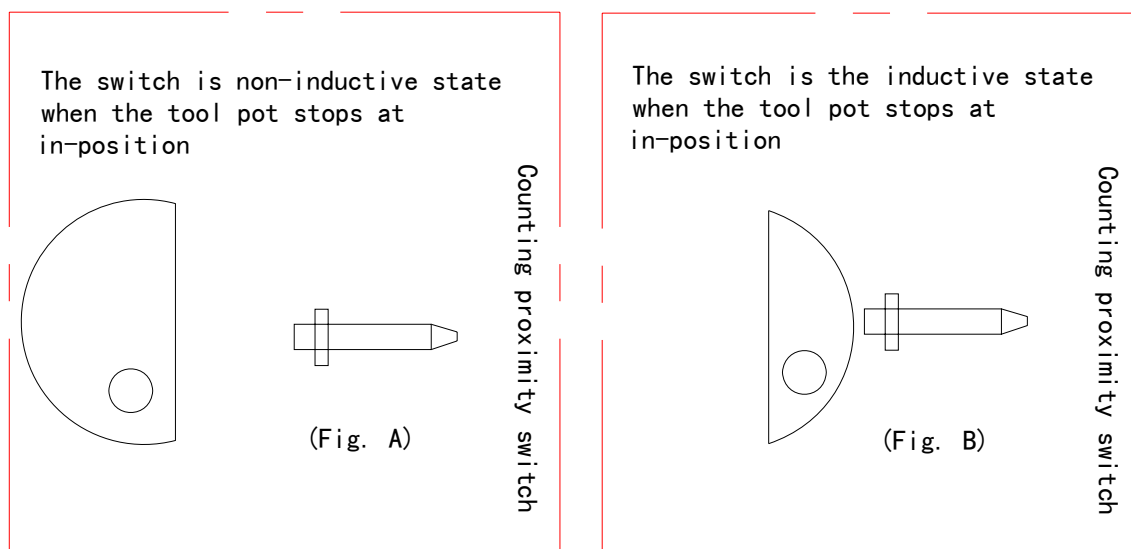 The switch is non-inductive state
when the tool pot stops at
in-position
Counting proximity switch
(Fig. A)
The switch is the inductive state
when the tool pot stops at
in-position
Counting proximity switch
(Fig. B)